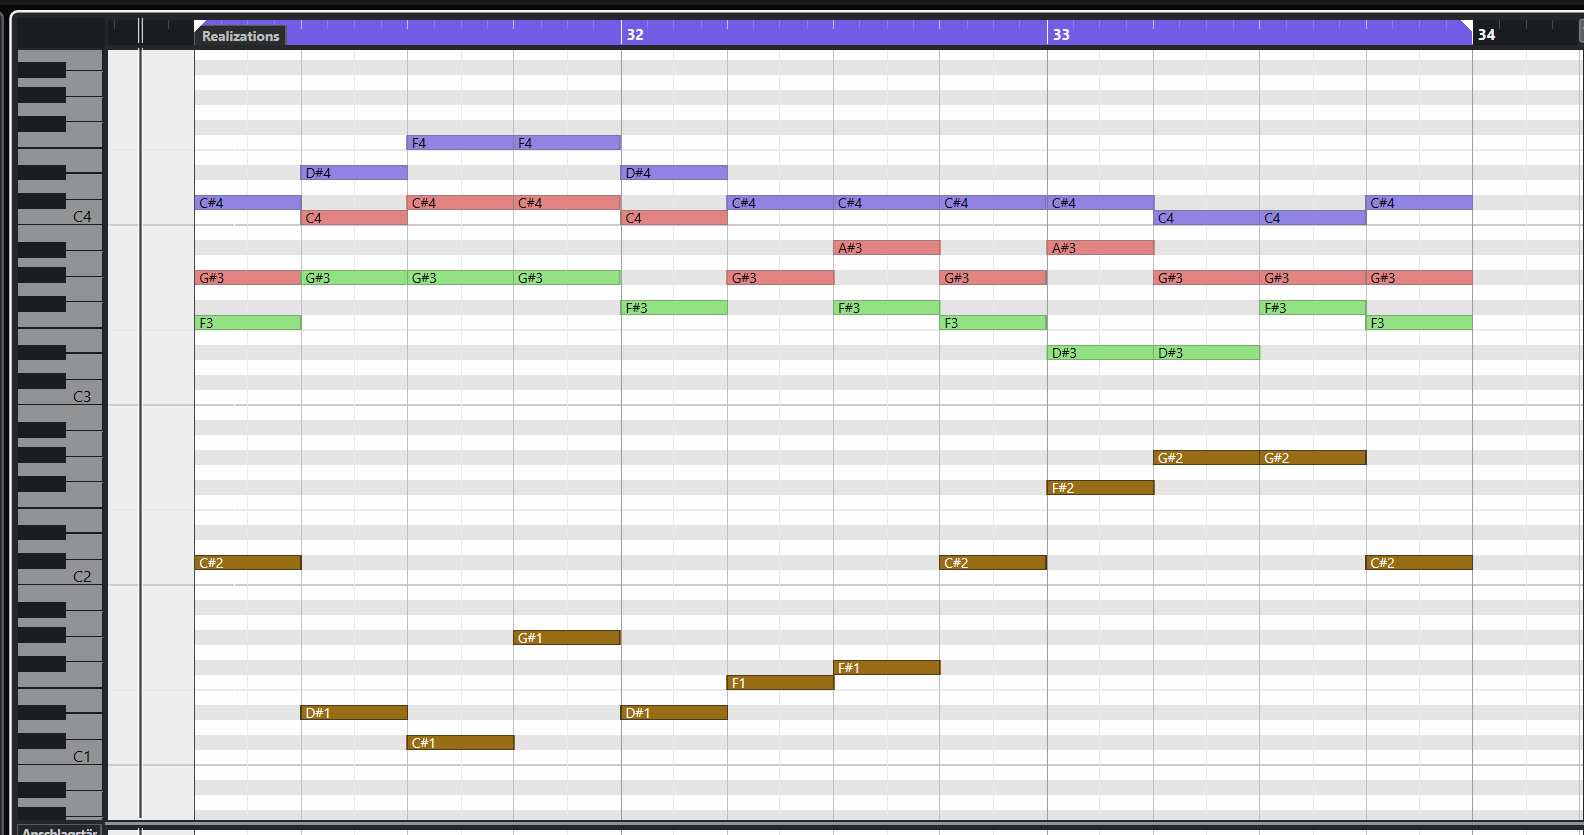 Realizations 32 33 34
F4 F4
D#4 D#4
C#4 C#4 C#4 C#4 C#4 C#4 C#4 C#4
C4 C4 C4 C4 C4
A#3 A#3
G#3 G#3 G#3 G#3 G#3 G#3 G#3 G#3 G#3
F#3 F#3 F#3
F3 F3 F3
D#3 D#3
C3
G#2 G#2
F#2
C#2 C#2 C#2
C2
G#1
F#1
F1
D#1 D#1
C#1
C1
Anschlagstär